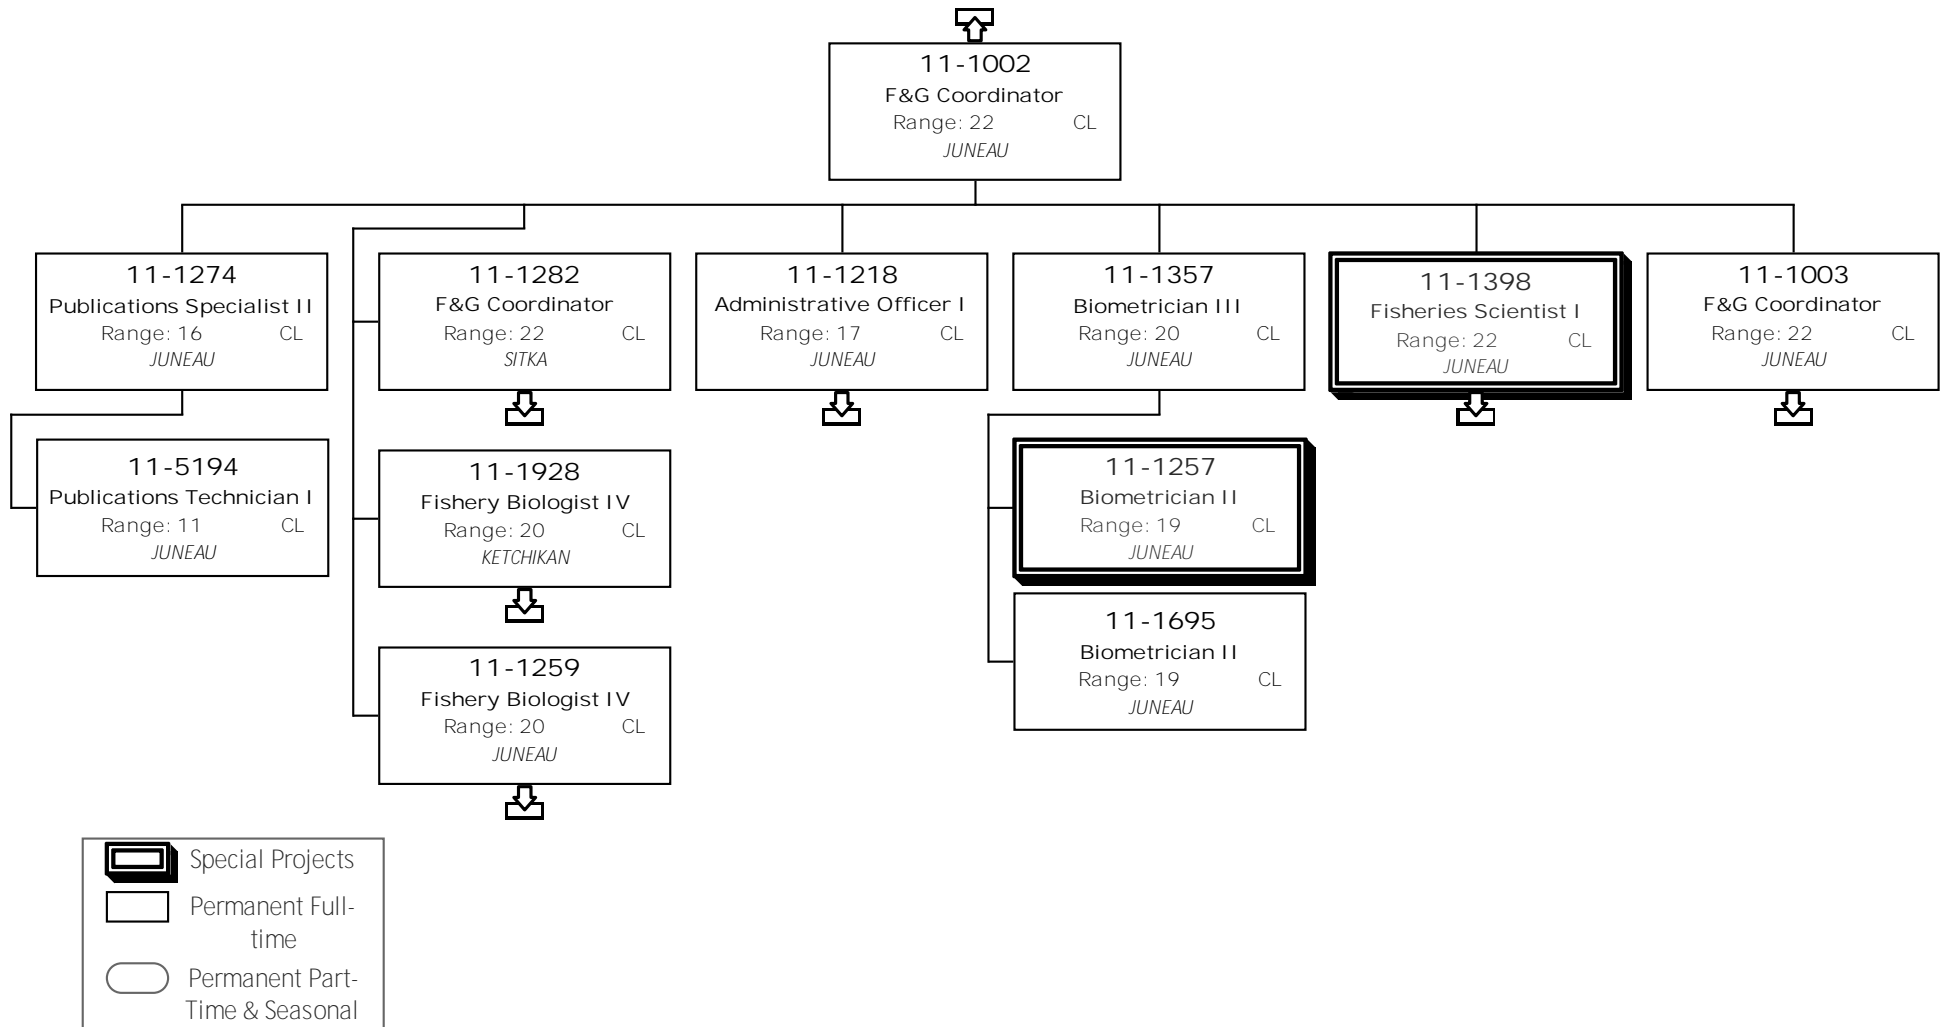 11-1002
F&G Coordinator
Range: 22 CL
JUNEAU
11-1274
Publications Specialist II
Range: 16 CL
JUNEAU
11-5194
Publications Technician I
Range: 11 CL
JUNEAU
11-1282
F&G Coordinator
Range: 22 CL
SITKA
11-1928
Fishery Biologist IV
Range: 20 CL
KETCHIKAN
11-1259
Fishery Biologist IV
Range: 20 CL
JUNEAU
11-1218
Administrative Officer I
Range: 17 CL
JUNEAU
11-1357
Biometrician III
Range: 20 CL
JUNEAU
11-1257
Biometrician II
Range: 19 CL
JUNEAU
11-1695
Biometrician II
Range: 19 CL
JUNEAU
11-1398
Fisheries Scientist I
Range: 22 CL
JUNEAU
11-1003
F&G Coordinator
Range: 22 CL
JUNEAU
Special Projects
Permanent Full-
time
Permanent Part-
Time & Seasonal